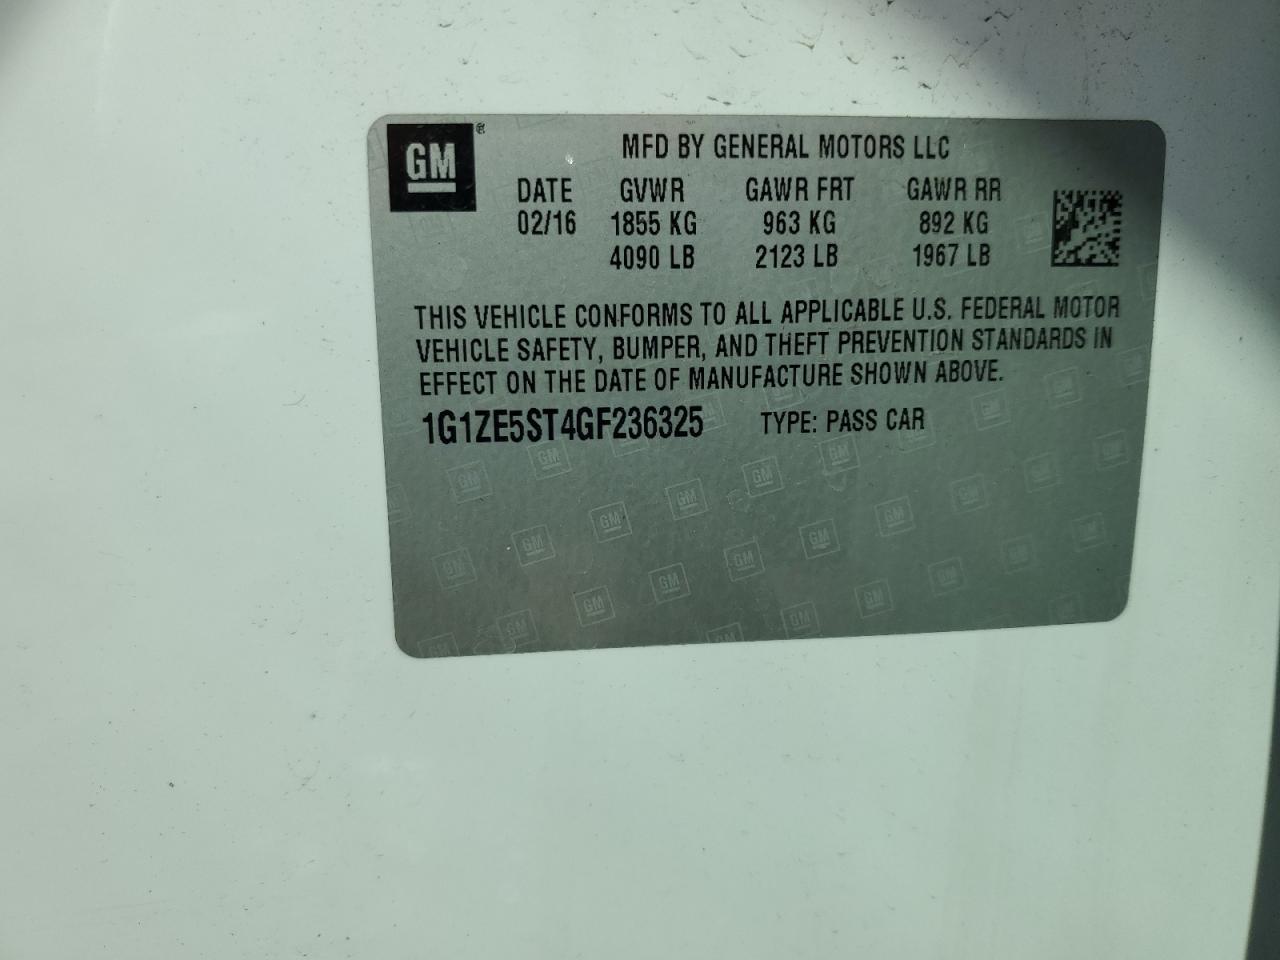 GM ® MFD BY GENERAL MOTORS LLC
DATE GVWR GAWR FRT GAWR RR
02/16 1855 KG 963 KG 892 KG
4090 LB 2123 LB 1967 LB
THIS VEHICLE CONFORMS TO ALL APPLICABLE U.S. FEDERAL MOTOR
VEHICLE SAFETY, BUMPER, AND THEFT PREVENTION STANDARDS IN
EFFECT ON THE DATE OF MANUFACTURE SHOWN ABOVE.
1G1ZE5ST4GF236325 TYPE: PASS CAR